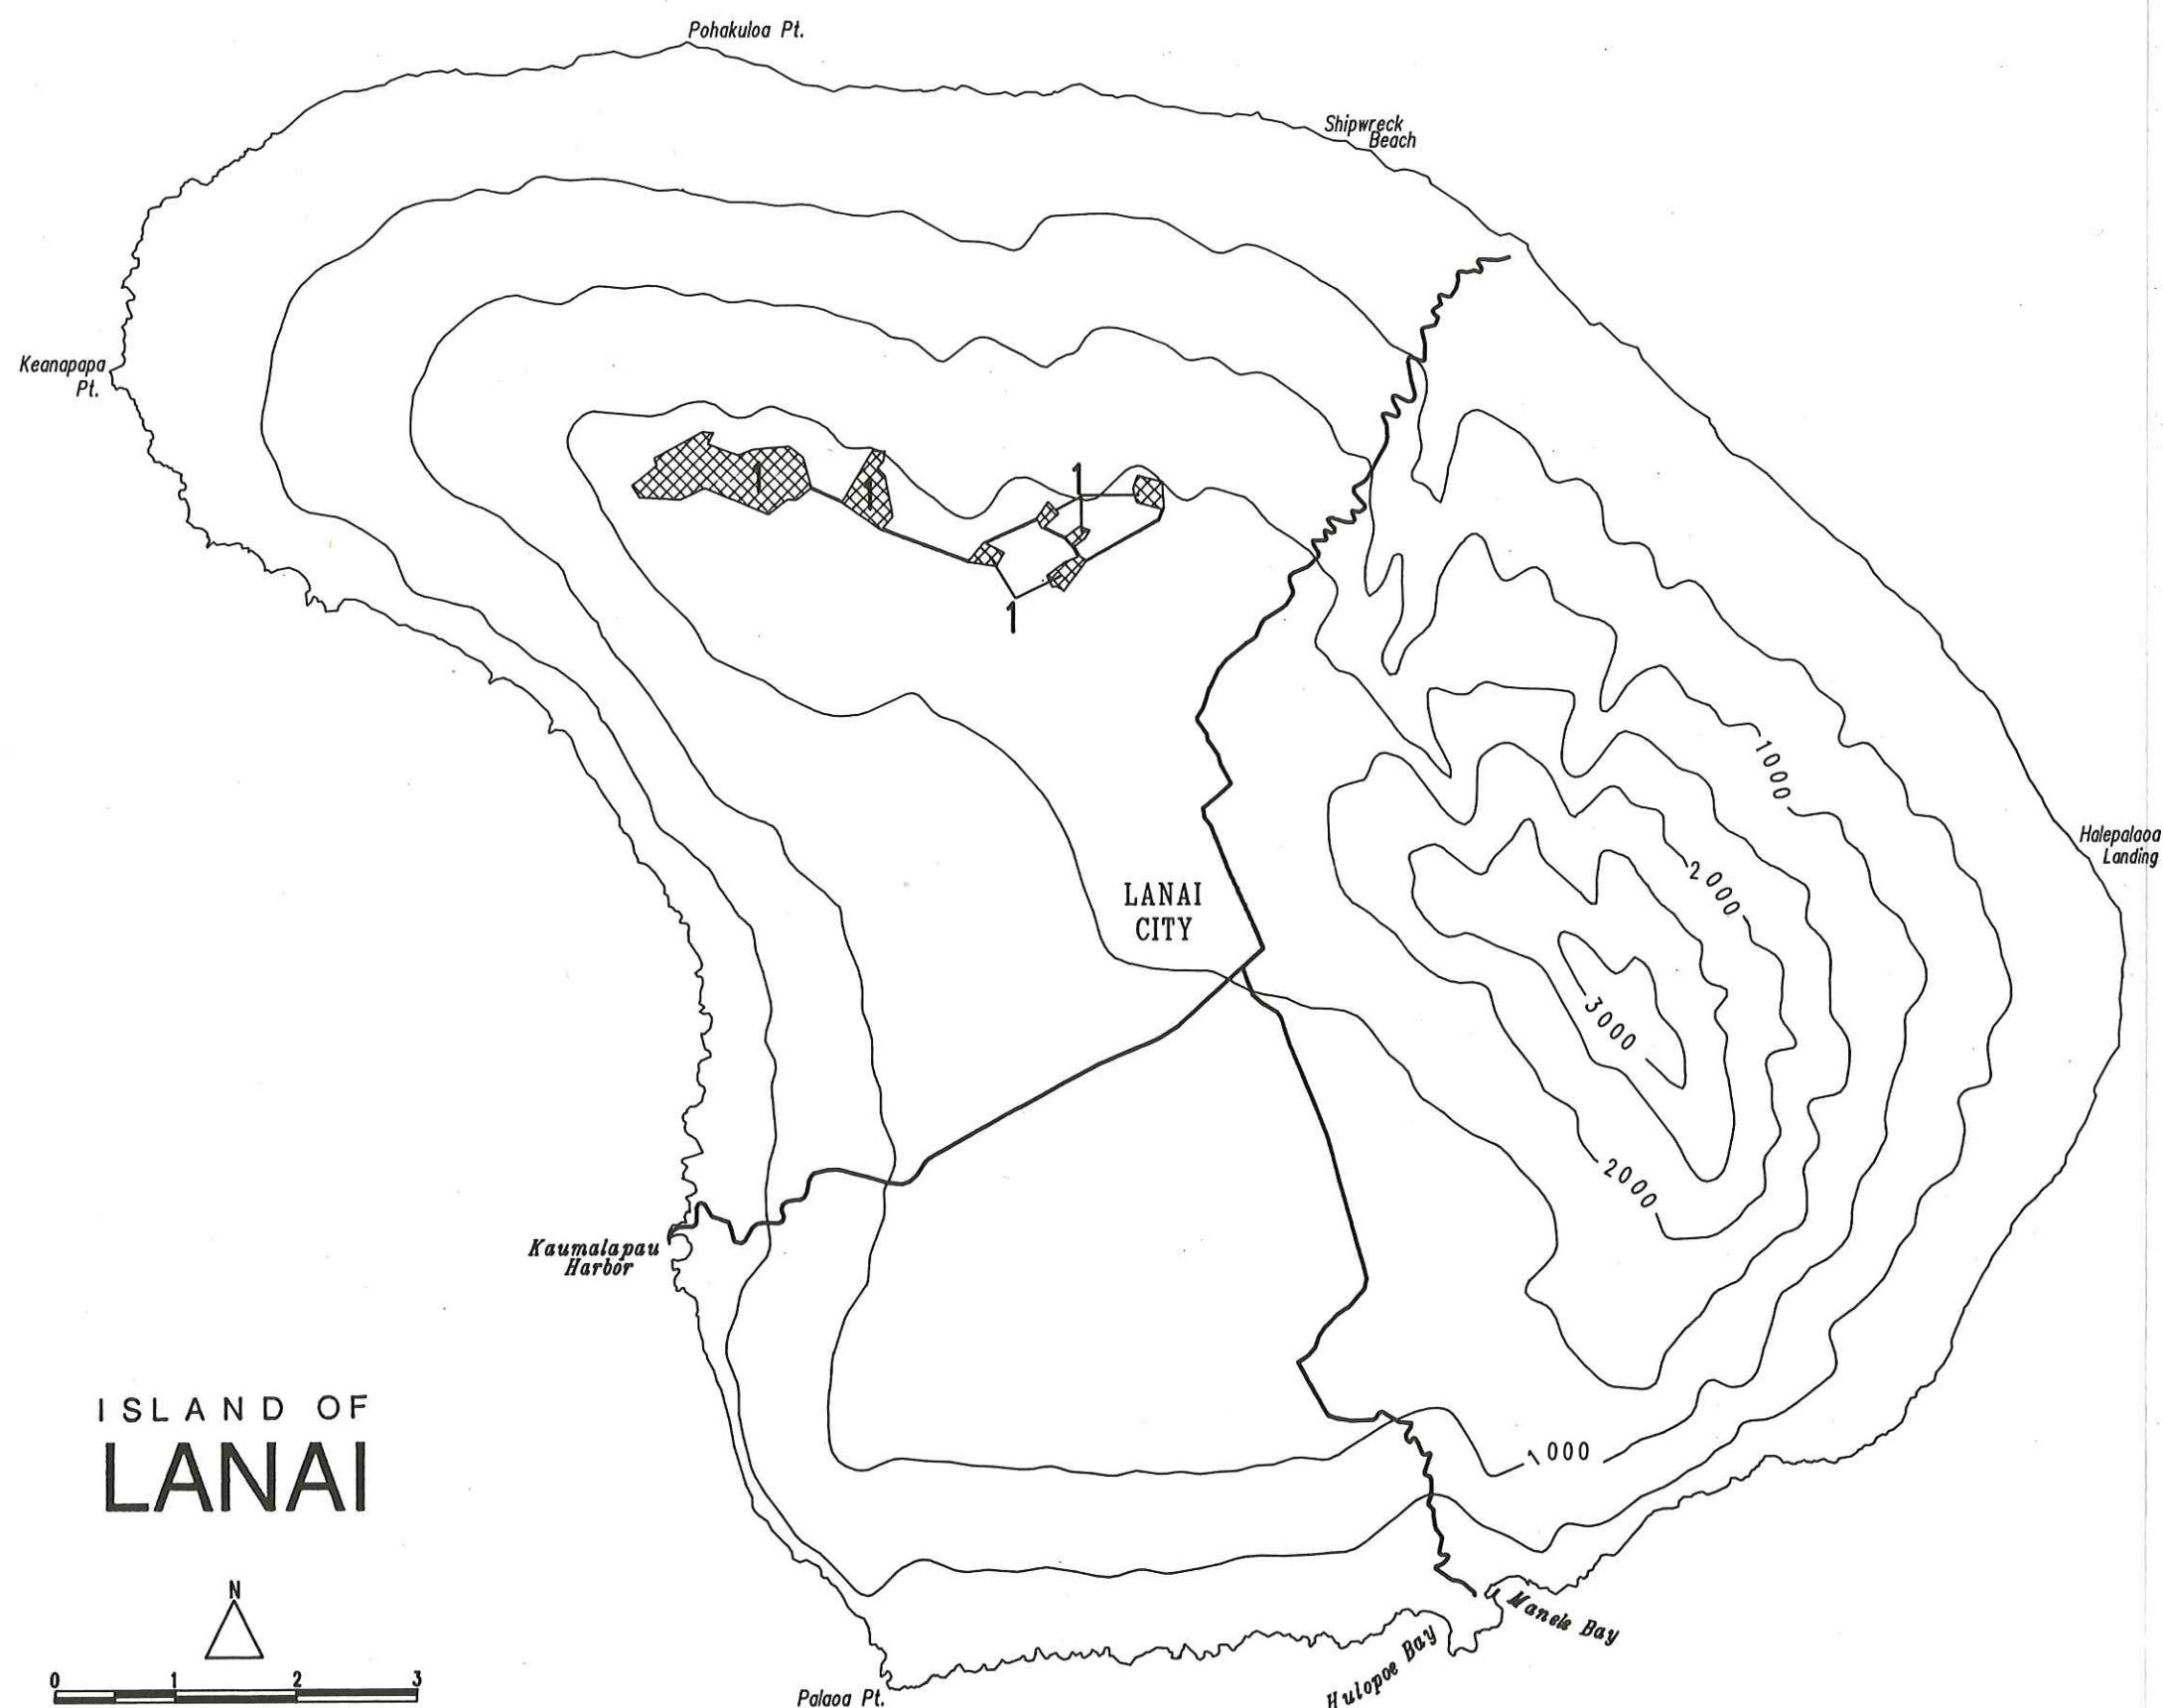 Pohakuloa Pt.
Shipwreck
Beach
Keanapapa
Pt.
1
1
1
1
1000
Halepalaoa
Landing
2000
LANAI
CITY
3000
2000
Kaumalapau
Harbor
ISLAND OF
LANAI
1000
N
Manele Bay
Hulopoe Bay
0 1 2 3
Palaoa Pt.